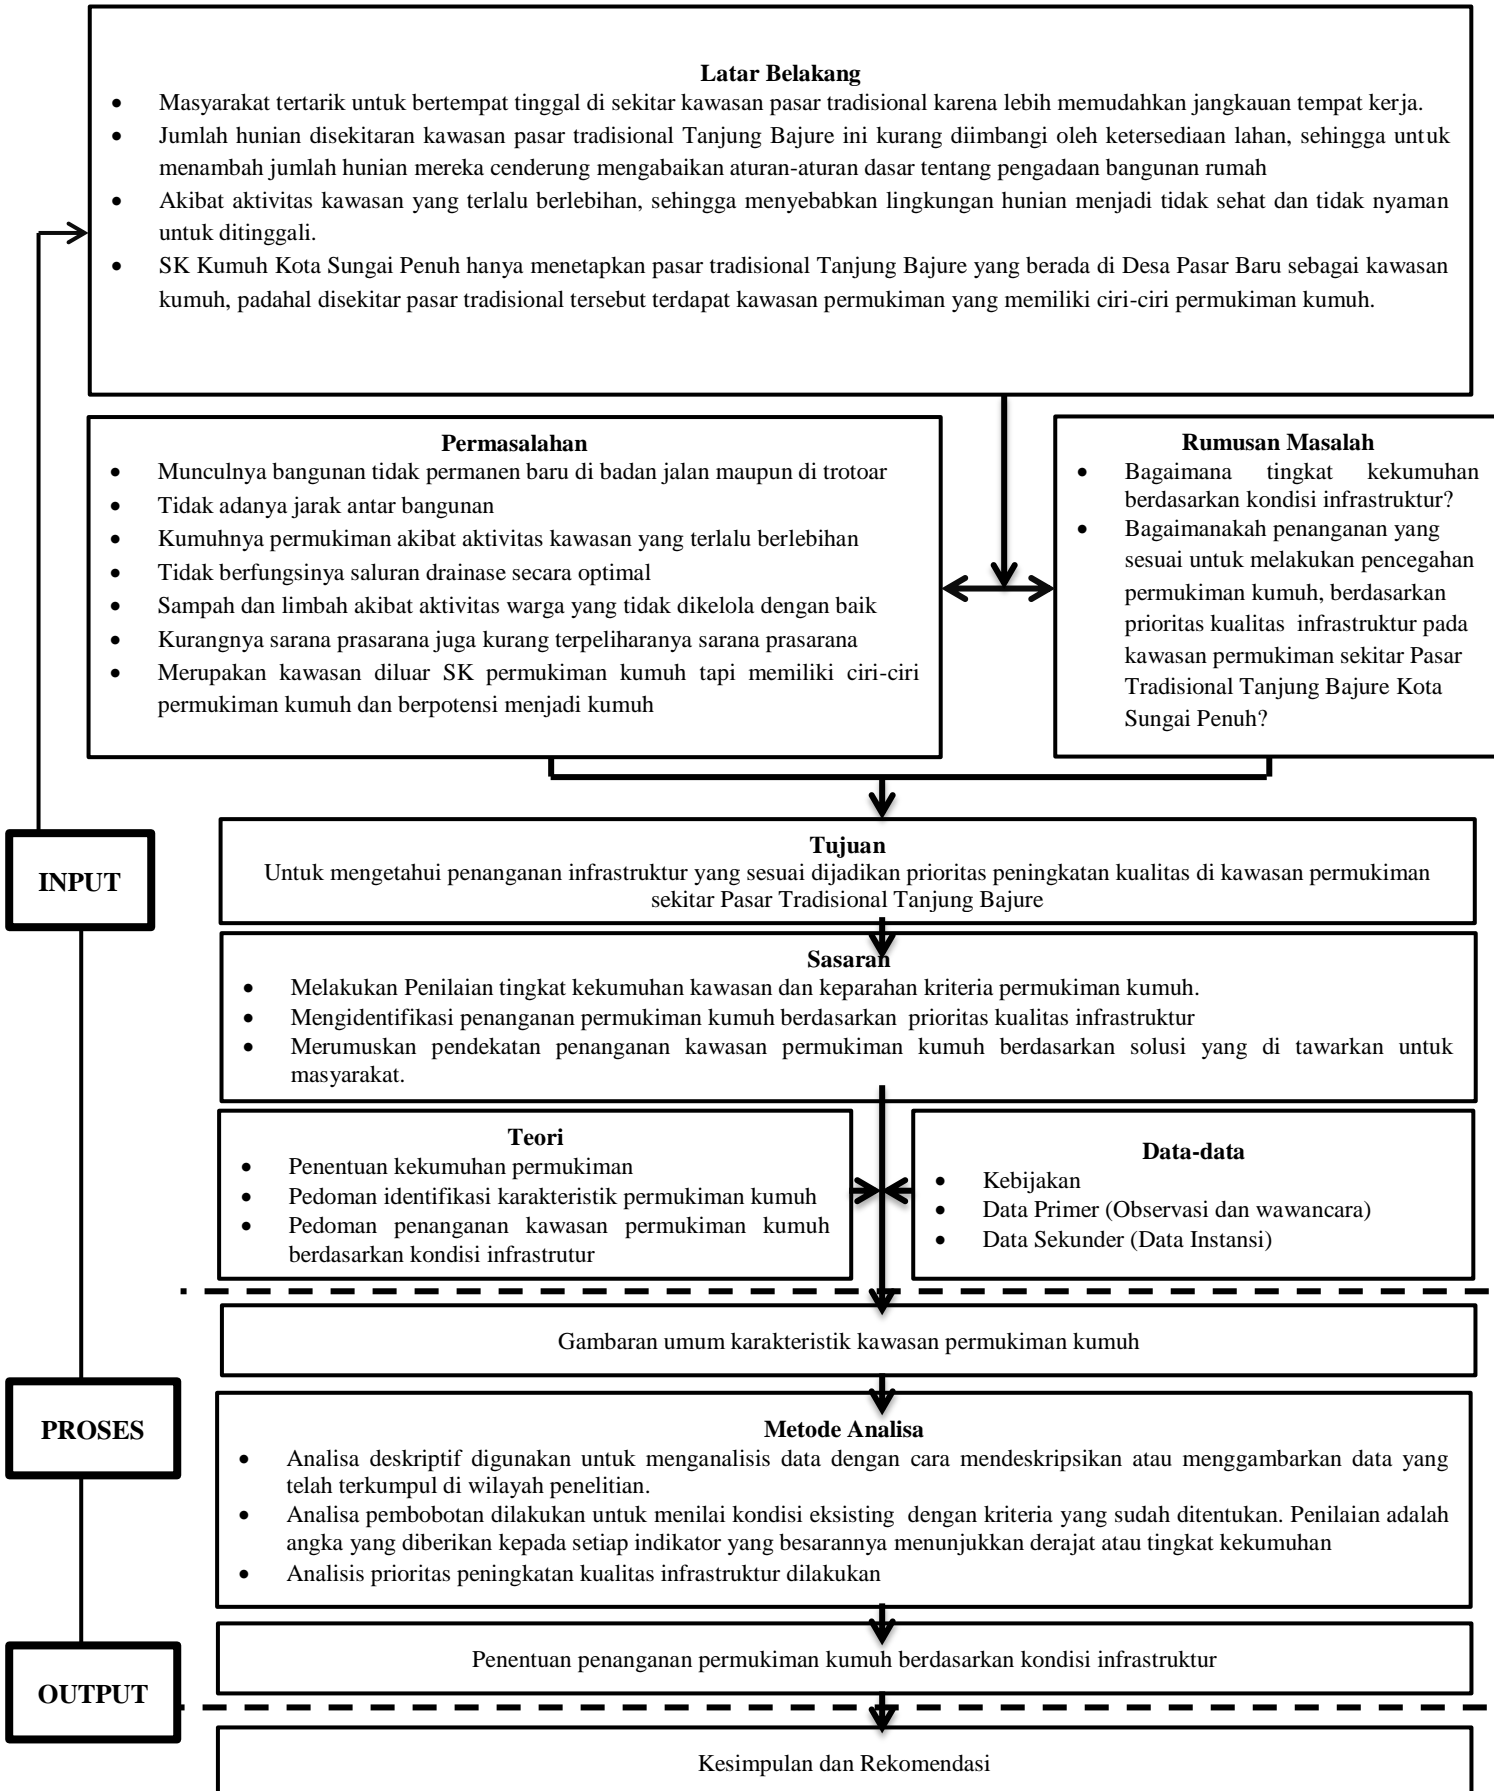 Latar Belakang
• Masyarakat tertarik untuk bertempat tinggal di sekitar kawasan pasar tradisional karena lebih memudahkan jangkauan tempat kerja.
• Jumlah hunian disekitaran kawasan pasar tradisional Tanjung Bajure ini kurang diimbangi oleh ketersediaan lahan, sehingga untuk
menambah jumlah hunian mereka cenderung mengabaikan aturan-aturan dasar tentang pengadaan bangunan rumah
• Akibat aktivitas kawasan yang terlalu berlebihan, sehingga menyebabkan lingkungan hunian menjadi tidak sehat dan tidak nyaman
untuk ditinggali.
• SK Kumuh Kota Sungai Penuh hanya menetapkan pasar tradisional Tanjung Bajure yang berada di Desa Pasar Baru sebagai kawasan
kumuh, padahal disekitar pasar tradisional tersebut terdapat kawasan permukiman yang memiliki ciri-ciri permukiman kumuh.
Permasalahan
• Munculnya bangunan tidak permanen baru di badan jalan maupun di trotoar
• Tidak adanya jarak antar bangunan
• Kumuhnya permukiman akibat aktivitas kawasan yang terlalu berlebihan
• Tidak berfungsinya saluran drainase secara optimal
• Sampah dan limbah akibat aktivitas warga yang tidak dikelola dengan baik
• Kurangnya sarana prasarana juga kurang terpeliharanya sarana prasarana
• Merupakan kawasan diluar SK permukiman kumuh tapi memiliki ciri-ciri
permukiman kumuh dan berpotensi menjadi kumuh
Rumusan Masalah
• Bagaimana tingkat kekumuhan
berdasarkan kondisi infrastruktur?
• Bagaimanakah penanganan yang
sesuai untuk melakukan pencegahan
permukiman kumuh, berdasarkan
prioritas kualitas infrastruktur pada
kawasan permukiman sekitar Pasar
Tradisional Tanjung Bajure Kota
Sungai Penuh?
INPUT
Tujuan
Untuk mengetahui penanganan infrastruktur yang sesuai dijadikan prioritas peningkatan kualitas di kawasan permukiman
sekitar Pasar Tradisional Tanjung Bajure
Sasaran
• Melakukan Penilaian tingkat kekumuhan kawasan dan keparahan kriteria permukiman kumuh.
• Mengidentifikasi penanganan permukiman kumuh berdasarkan prioritas kualitas infrastruktur
• Merumuskan pendekatan penanganan kawasan permukiman kumuh berdasarkan solusi yang di tawarkan untuk
masyarakat.
Teori
• Penentuan kekumuhan permukiman
• Pedoman identifikasi karakteristik permukiman kumuh
• Pedoman penanganan kawasan permukiman kumuh
berdasarkan kondisi infrastrutur
Data-data
• Kebijakan
• Data Primer (Observasi dan wawancara)
• Data Sekunder (Data Instansi)
Gambaran umum karakteristik kawasan permukiman kumuh
PROSES
Metode Analisa
• Analisa deskriptif digunakan untuk menganalisis data dengan cara mendeskripsikan atau menggambarkan data yang
telah terkumpul di wilayah penelitian.
• Analisa pembobotan dilakukan untuk menilai kondisi eksisting dengan kriteria yang sudah ditentukan. Penilaian adalah
angka yang diberikan kepada setiap indikator yang besarannya menunjukkan derajat atau tingkat kekumuhan
• Analisis prioritas peningkatan kualitas infrastruktur dilakukan
Penentuan penanganan permukiman kumuh berdasarkan kondisi infrastruktur
OUTPUT
Kesimpulan dan Rekomendasi